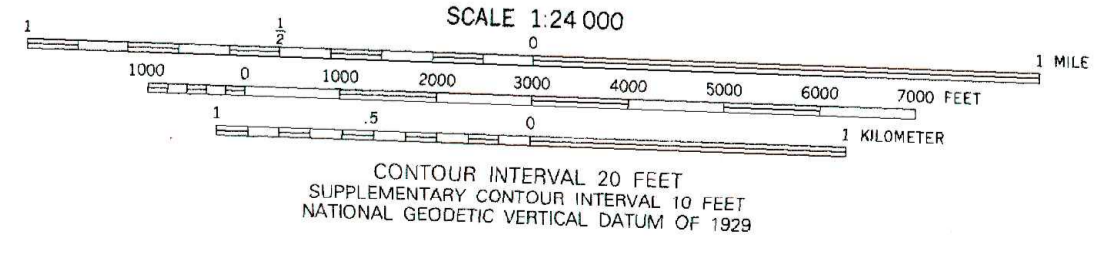 SCALE 1:24 000
1 1/2 0 1 MILE
1000 0 1000 2000 3000 4000 5000 6000 7000 FEET
1 .5 0 1 KILOMETER
CONTOUR INTERVAL 20 FEET
SUPPLEMENTARY CONTOUR INTERVAL 10 FEET
NATIONAL GEODETIC VERTICAL DATUM OF 1929